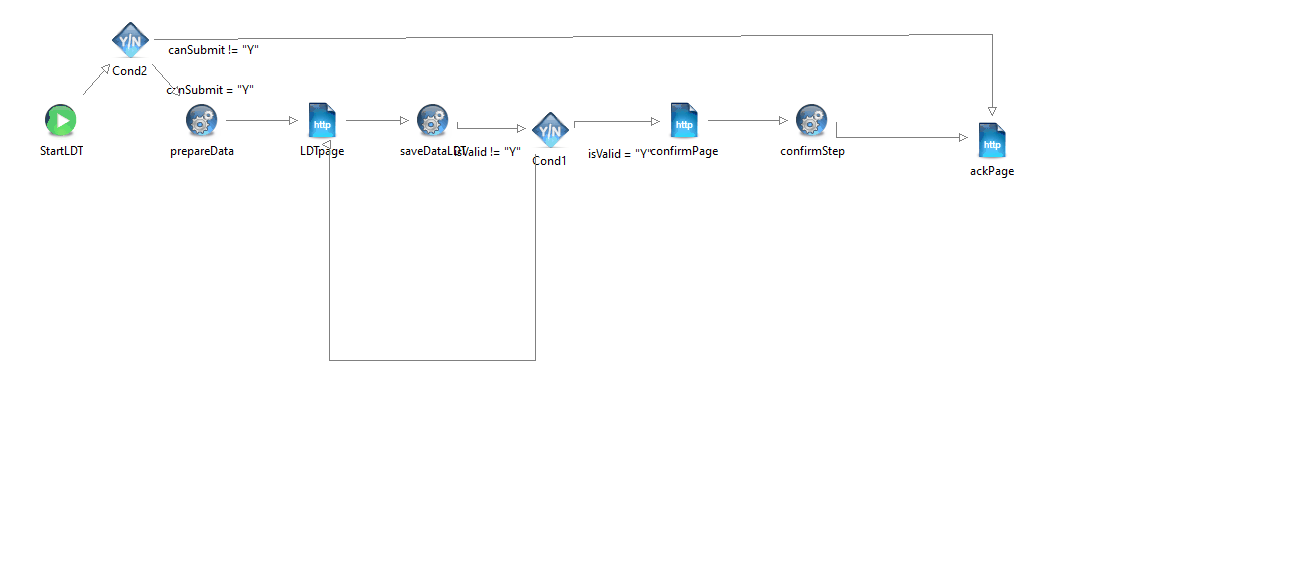 Y/N
canSubmit != "Y"
Cond2
canSubmit = "Y"
StartLDT
prepareData
http
LDTpage
saveDataLDT
isValid != "Y"
Y/N
Cond1
isValid = "Y"
http
confirmPage
confirmStep
http
ackPage